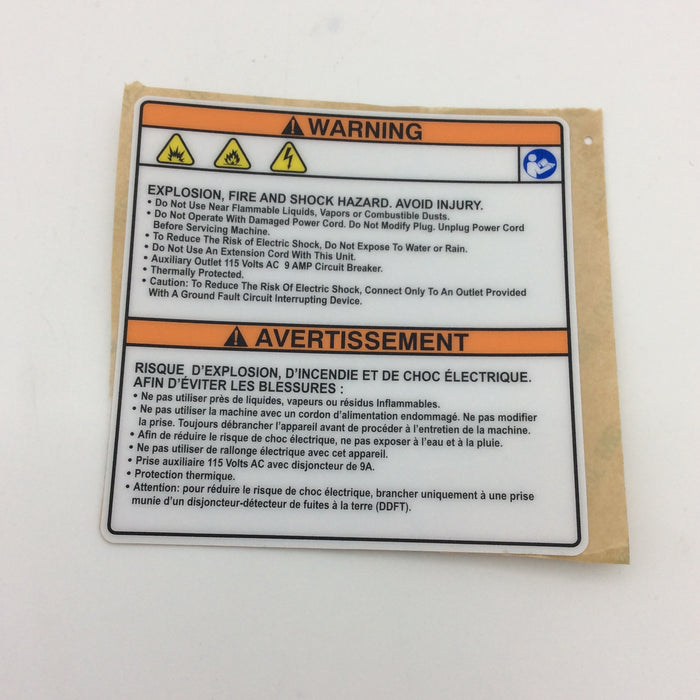 WARNING
EXPLOSION, FIRE AND SHOCK HAZARD. AVOID INJURY.
• Do Not Use Near Flammable Liquids, Vapors or Combustible Dusts.
• Do Not Operate With Damaged Power Cord. Do Not Modify Plug. Unplug Power Cord
Before Servicing Machine.
• To Reduce The Risk of Electric Shock, Do Not Expose To Water or Rain.
• Do Not Use An Extension Cord With This Unit.
• Auxiliary Outlet 115 Volts AC 9 AMP Circuit Breaker.
• Thermally Protected.
• Caution: To Reduce The Risk Of Electric Shock, Connect Only To An Outlet Provided
With A Ground Fault Circuit Interrupting Device.
AVERTISSEMENT
RISQUE D'EXPLOSION, D'INCENDIE ET DE CHOC ÉLECTRIQUE.
AFIN D'ÉVITER LES BLESSURES :
• Ne pas utiliser près de liquides, vapeurs ou résidus Inflammables.
• Ne pas utiliser la machine avec un cordon d'alimentation endommagé. Ne pas modifier
la prise. Toujours débrancher l'appareil avant de procéder à l'entretien de la machine.
• Afin de réduire le risque de choc électrique, ne pas exposer à l'eau et à la pluie.
• Ne pas utiliser de rallonge électrique avec cet appareil.
• Prise auxiliaire 115 Volts AC avec disjoncteur de 9A.
• Protection thermique.
• Attention: pour réduire le risque de choc électrique, brancher uniquement à une prise
munie d'un disjoncteur-détecteur de fuites à la terre (DDFT).